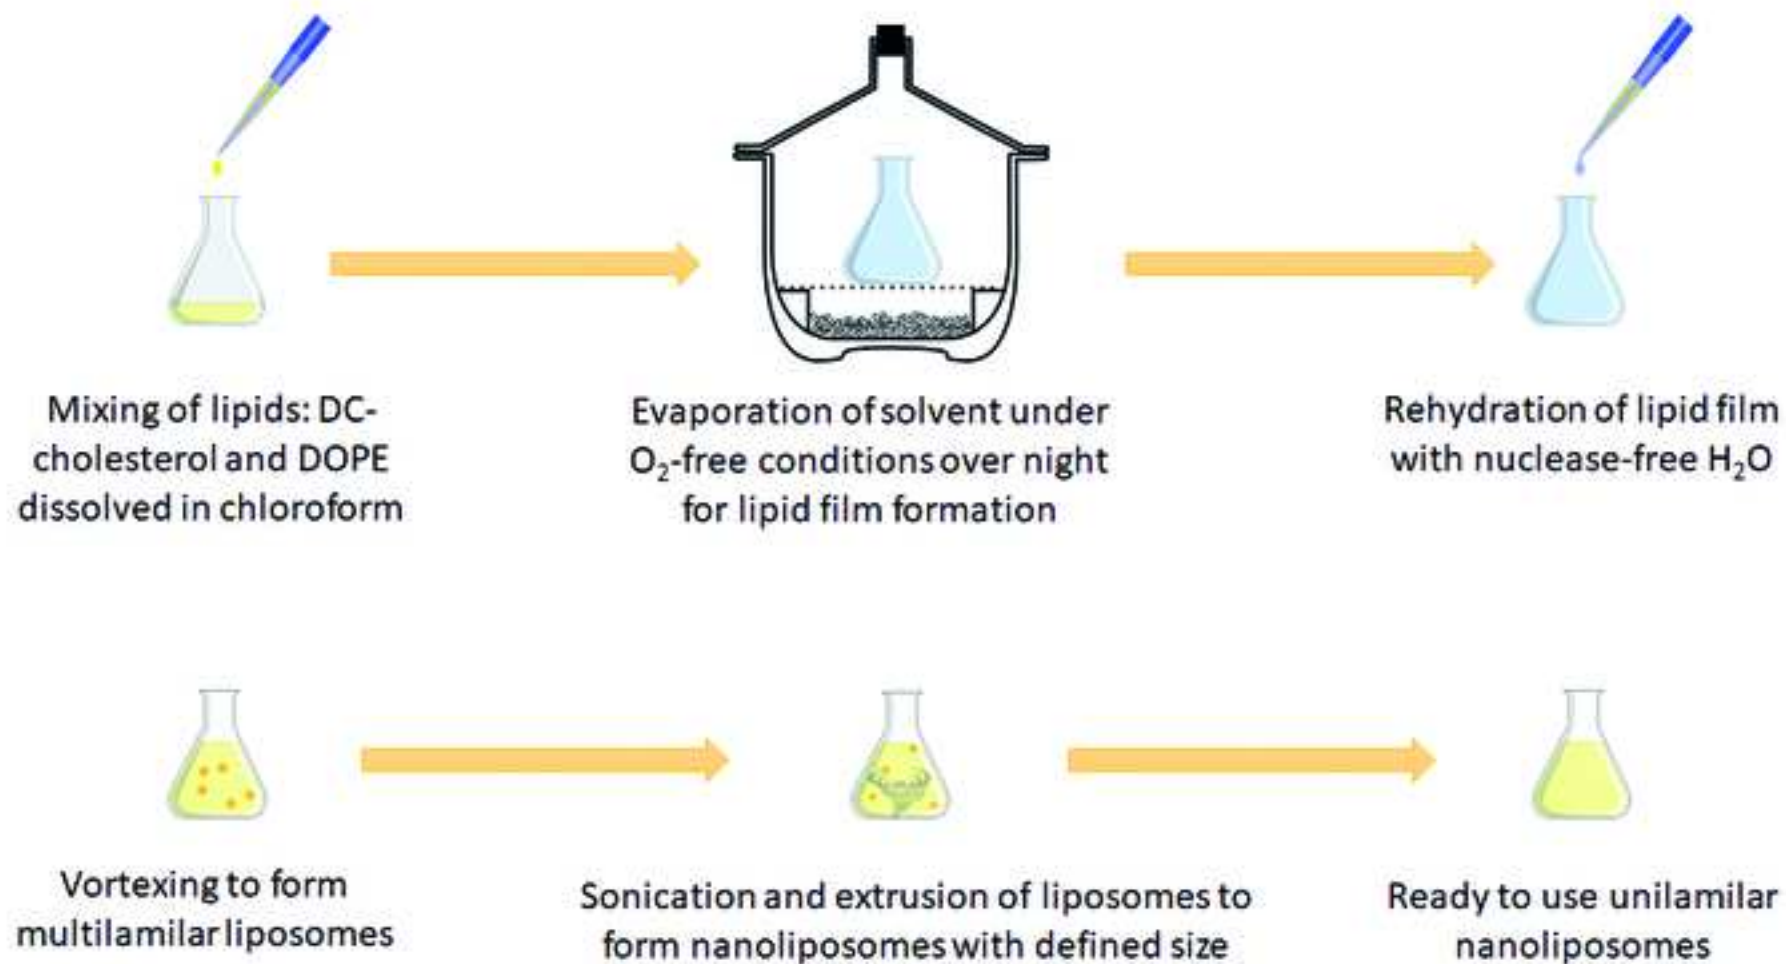 Mixing of lipids: DC-
cholesterol and DOPE
dissolved in chloroform
Evaporation of solvent under
O₂-free conditions over night
for lipid film formation
Rehydration of lipid film
with nuclease-free H₂O
Vortexing to form
multilamilar liposomes
Sonication and extrusion of liposomes to
form nanoliposomes with defined size
Ready to use unilamilar
nanoliposomes